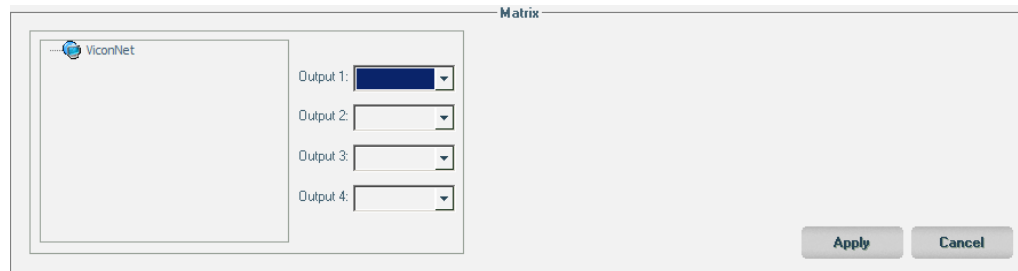 Matrix
ViconNet
Output 1:
Output 2:
Output 3:
Output 4:
Apply
Cancel